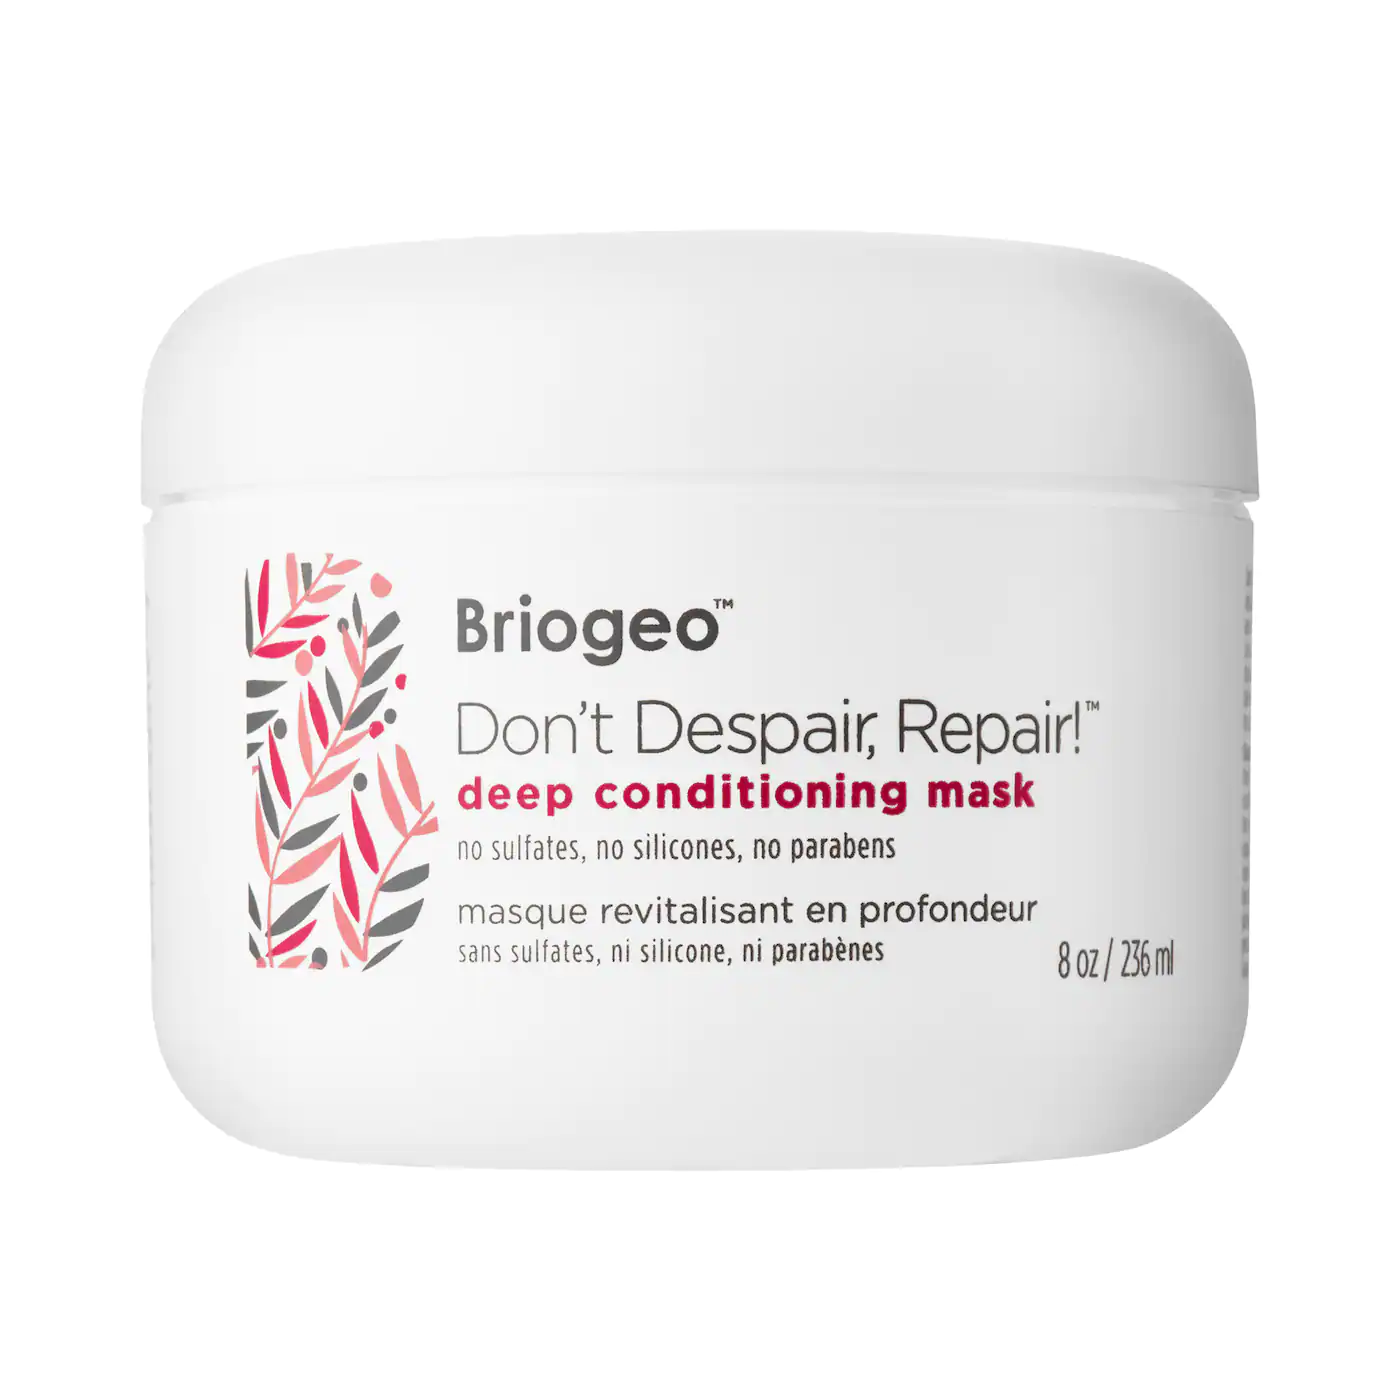 Briogeo™
Don't Despair, Repair!™
deep conditioning mask
no sulfates, no silicones, no parabens
masque revitalisant en profondeur
sans sulfates, ni silicone, ni parabènes
8 oz / 236 ml